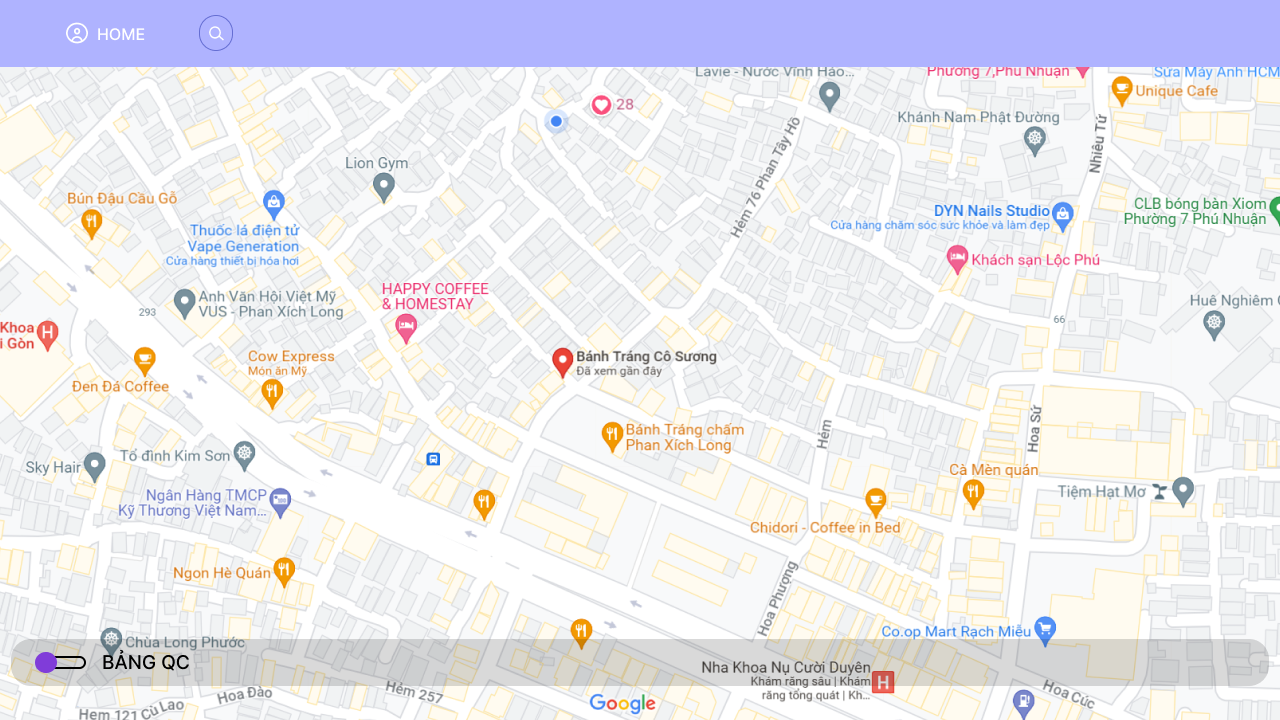 HOME
Lavie - Nước Vĩnh Hảo...
Phường 7,Phú Nhuận
Sửa Máy Ảnh HCM
28
Unique Cafe
Khánh Nam Phật Đường
Nhiêu Tứ
Hẻm 76 Phan Tây Hồ
Lion Gym
Bún Đậu Cầu Gỗ
CLB bóng bàn Xiom
Phường 7 Phú Nhuận
DYN Nails Studio
Cửa hàng chăm sóc sức khỏe và làm đẹp
Thuốc lá điện tử
Vape Generation
Cửa hàng thiết bị hóa hơi
Khách sạn Lộc Phú
HAPPY COFFEE
& HOMESTAY
Anh Văn Hội Việt Mỹ
VUS - Phan Xích Long
293
Huê Nghiêm
66
Khoa
i Gòn
Cow Express
Món ăn Mỹ
Bánh Tráng Cô Sương
Đã xem gần đây
Đen Đá Coffee
Bánh Tráng chấm
Phan Xích Long
Hẻm
Hoa Sứ
Tổ đình Kim Sơn
Sky Hair
Cà Mèn quán
Tiệm Hạt Mơ
Ngân Hàng TMCP
Kỹ Thương Việt Nam...
Chidori - Coffee in Bed
Ngon Hè Quán
Hoa Phượng
Co.op Mart Rạch Miễu
Chùa Long Phước
BẢNG QC
Nha Khoa Nụ Cười Duyên
Khám răng sâu | Khám
răng tổng quát | Kh...
H
Hoa Đào
Hẻm 257
Hoa Cúc
Google
Hẻm 121 Cù Lao